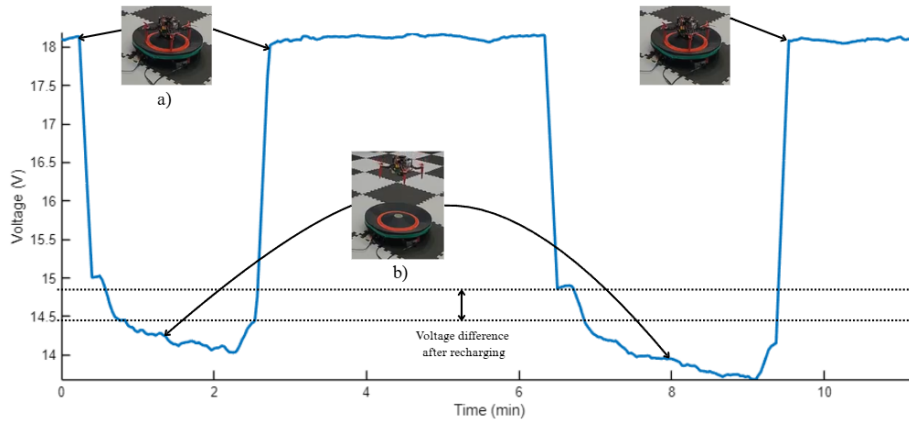 18
17.5
17
16.5
16
15.5
15
14.5
14
Voltage (V)
a)
b)
Voltage difference
after recharging
0
2
4
6
8
10
Time (min)